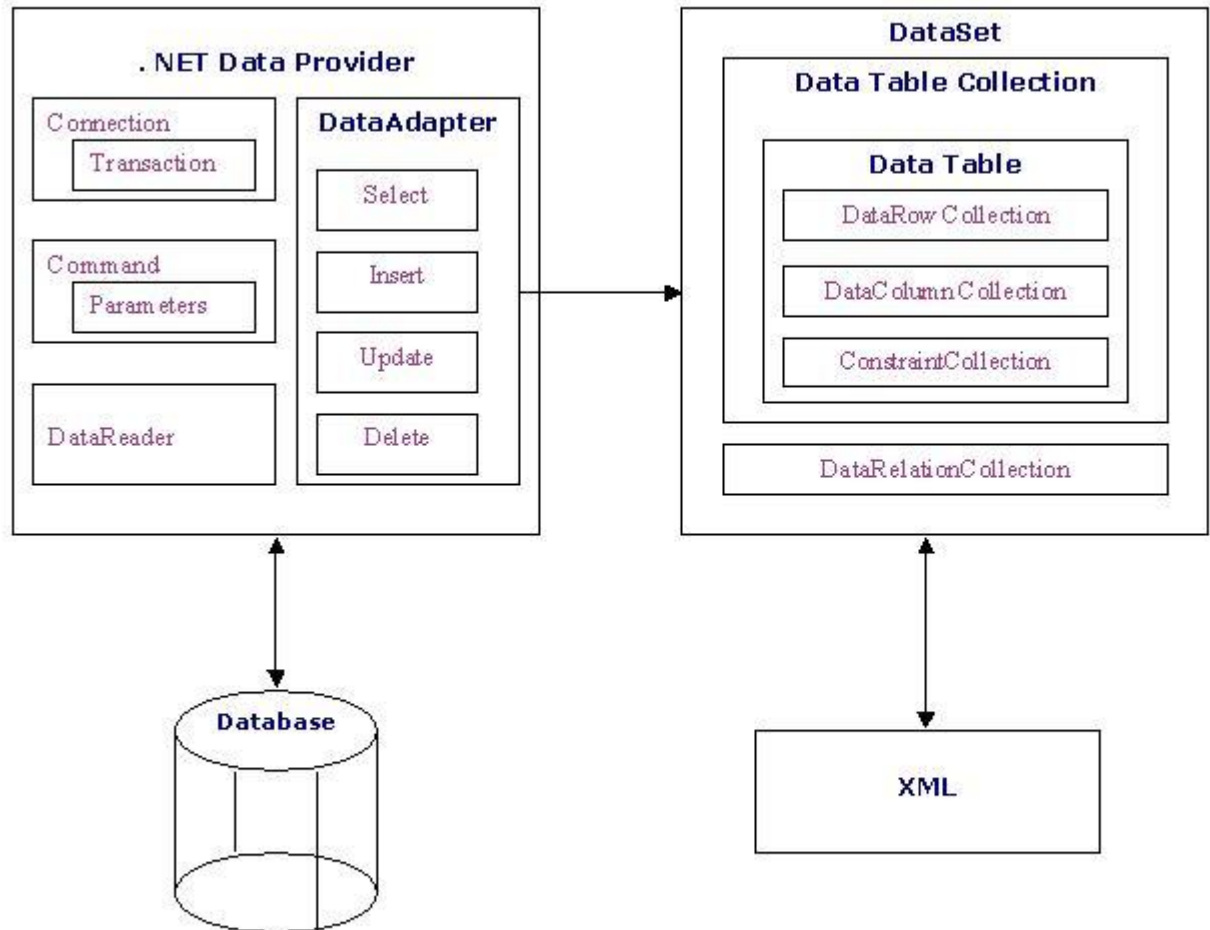 . NET Data Provider
Connection
Transaction
Command
Parameters
DataReader
DataAdapter
Select
Insert
Update
Delete
DataSet
Data Table Collection
Data Table
DataRow Collection
DataColumnCollection
ConstraintCollection
DataRelationCollection
Database
XML